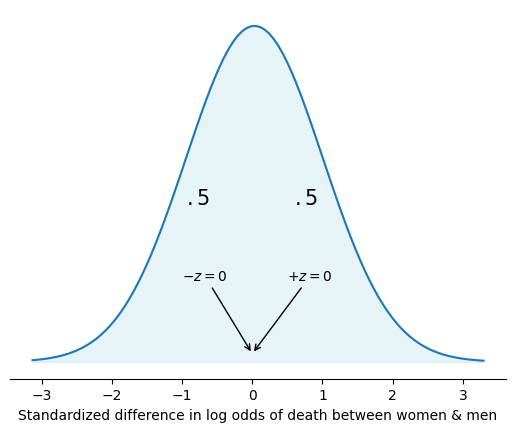 .5 .5
−z = 0 +z = 0
−3 −2 −1 0 1 2 3
Standardized difference in log odds of death between women & men